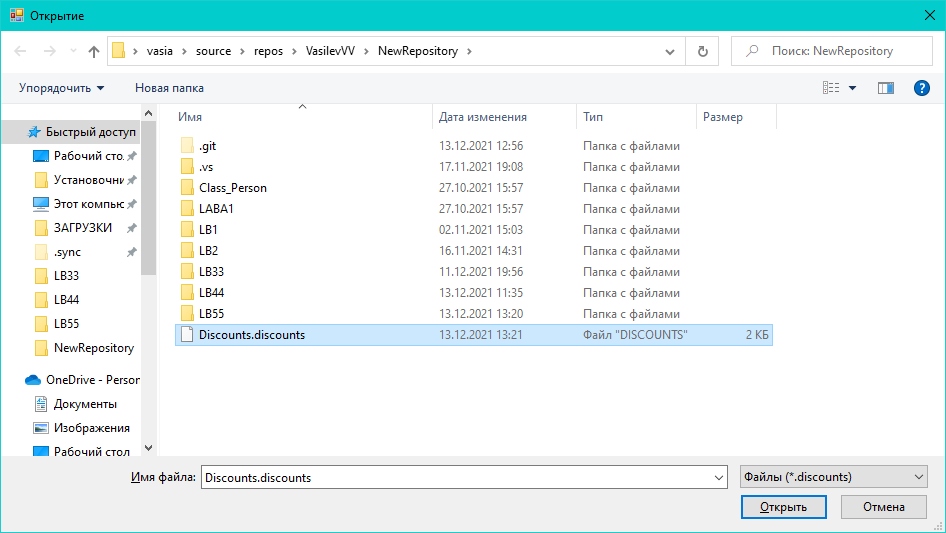 Открытие
vasia › source › repos › VasilevVV › NewRepository ›
Поиск: NewRepository
Упорядочить Новая папка
Имя Дата изменения Тип Размер
Быстрый доступ
Рабочий сто.
Установочни
Этот компьк
ЗАГРУЗКИ
.sync
LB33
LB44
LB55
NewRepository
OneDrive - Person
Документы
Изображения
Рабочий стол
.git 13.12.2021 12:56 Папка с файлами
.vs 17.11.2021 19:08 Папка с файлами
Class_Person 27.10.2021 15:57 Папка с файлами
LABA1 27.10.2021 15:57 Папка с файлами
LB1 02.11.2021 15:03 Папка с файлами
LB2 16.11.2021 14:31 Папка с файлами
LB33 11.12.2021 19:56 Папка с файлами
LB44 13.12.2021 11:35 Папка с файлами
LB55 13.12.2021 13:20 Папка с файлами
Discounts.discounts 13.12.2021 13:21 Файл "DISCOUNTS" 2 КБ
Имя файла: Discounts.discounts Файлы (*.discounts)
Открыть Отмена